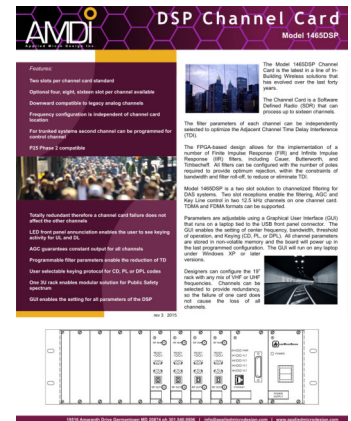 AMDI
Applied Micro Design Inc.
DSP Channel Card
Model 1465DSP
Features:
Two slots per channel card standard
Optional four, eight, sixteen slot per channel available
Downward compatible to legacy analog channels
Frequency configuration is independent of channel card
location
For trunked systems second channel can be programmed for
control channel
P25 Phase 2 compatible
Totally redundant therefore a channel card failure does not
affect the other channels
LED front panel annunciation enables the user to see keying
activity for UL and DL
AGC guarantees constant output for all channels
Programmable filter parameters enable the reduction of TD
User selectable keying protocol for CD, PL or DPL codes
One 3U rack enables modular solution for Public Safety
spectrum
GUI enables the setting for all parameters of the DSP
The Model 1465DSP Channel
Card is the latest in a line of In-
Building Wireless solutions that
has evolved over the last forty
years.
The Channel Card is a Software
Defined Radio (SDR) that can
process up to sixteen channels.
The filter parameters of each channel can be independently
selected to optimize the Adjacent Channel Time Delay Interference
(TDI).
The FPGA-based design allows for the implementation of a
number of Finite Impulse Response (FIR) and Infinite Impulse
Response (IIR) filters, including Cauer, Butterworth, and
Tchbecheff. All filters can be configured with the number of poles
required to provide optimum rejection, within the constraints of
bandwidth and filter roll-off, to reduce or eliminate TDI.
Model 1465DSP is a two slot solution to channelized filtering for
DAS systems. Two slot receptions enable the filtering, AGC and
Key Line control in two 12.5 kHz channels on one channel card.
TDMA and FDMA formats can be supported.
Parameters are adjustable using a Graphical User Interface (GUI)
that runs on a laptop tied to the USB front panel connector. The
GUI enables the setting of center frequency, bandwidth, threshold
of operation, and Keying (CD, PL, or DPL). All channel parameters
are stored in non-volatile memory and the board will power up in
the last programmed configuration. The GUI will run on any laptop
under Windows XP or later
versions.
Designers can configure the 19"
rack with any mix of VHF or UHF
frequencies. Channels can be
selected to provide redundancy,
so the failure of one card does
not cause the loss of all
channels.
rev 3 2015